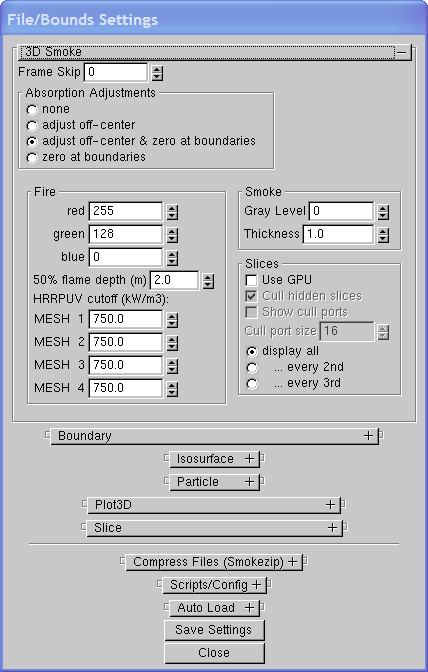 File/Bounds Settings
3D Smoke
Frame Skip 0
Absorption Adjustments
none
adjust off-center
adjust off-center & zero at boundaries
zero at boundaries
Fire
red 255
green 128
blue 0
50% flame depth (m) 2.0
HRRPUV cutoff (kW/m3):
MESH 1 750.0
MESH 2 750.0
MESH 3 750.0
MESH 4 750.0
Smoke
Gray Level 0
Thickness 1.0
Slices
Use GPU
Cull hidden slices
Show cull ports
Cull port size 16
display all
... every 2nd
... every 3rd
Boundary +
Isosurface +
Particle +
Plot3D +
Slice +
Compress Files (Smokezip) +
Scripts/Config +
Auto Load +
Save Settings
Close